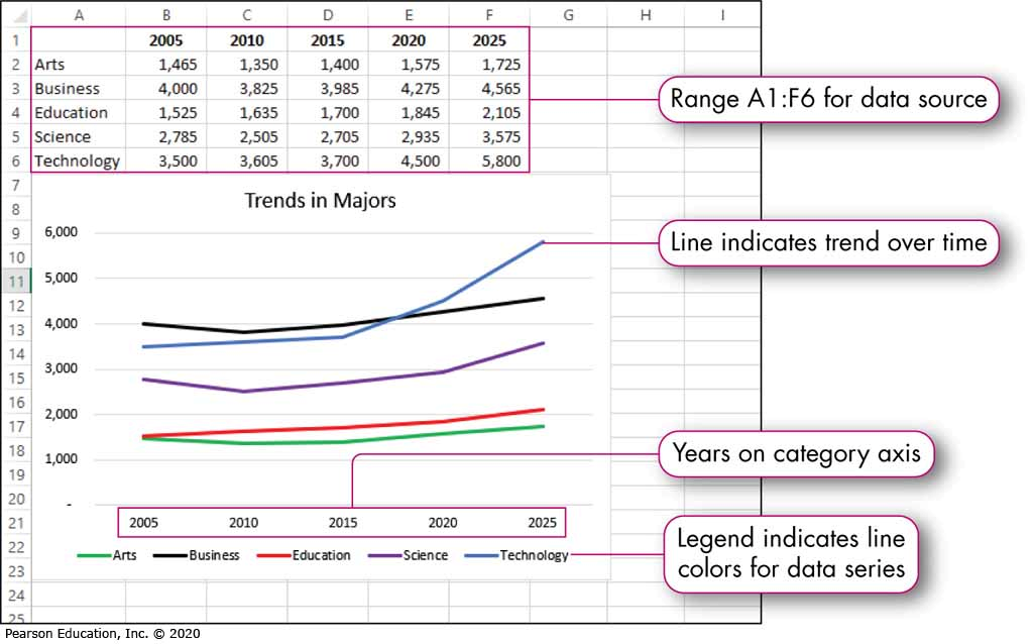 A B C D E F G H I
1 2005 2010 2015 2020 2025
2 Arts 1,465 1,350 1,400 1,575 1,725
3 Business 4,000 3,825 3,985 4,275 4,565
4 Education 1,525 1,635 1,700 1,845 2,105
5 Science 2,785 2,505 2,705 2,935 3,575
6 Technology 3,500 3,605 3,700 4,500 5,800
Range A1:F6 for data source
7
8
9
10
11
12
13
14
15
16
17
18
19
20
21
22
23
24
25
Trends in Majors
6,000
5,000
4,000
3,000
2,000
1,000
-
2005 2010 2015 2020 2025
Arts Business Education Science Technology
Line indicates trend over time
Years on category axis
Legend indicates line
colors for data series
Pearson Education, Inc. © 2020